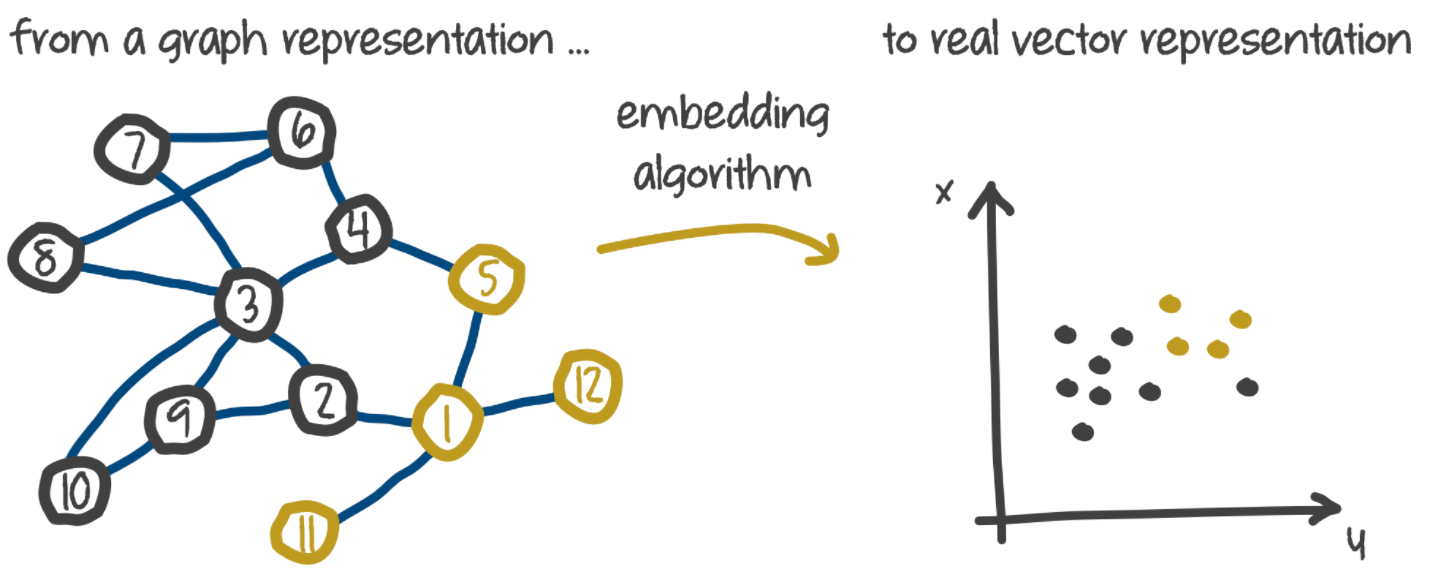 from a graph representation ...
to real vector representation
embedding
algorithm
7
6
4
8
5
3
12
2
9
1
10
11
x
y